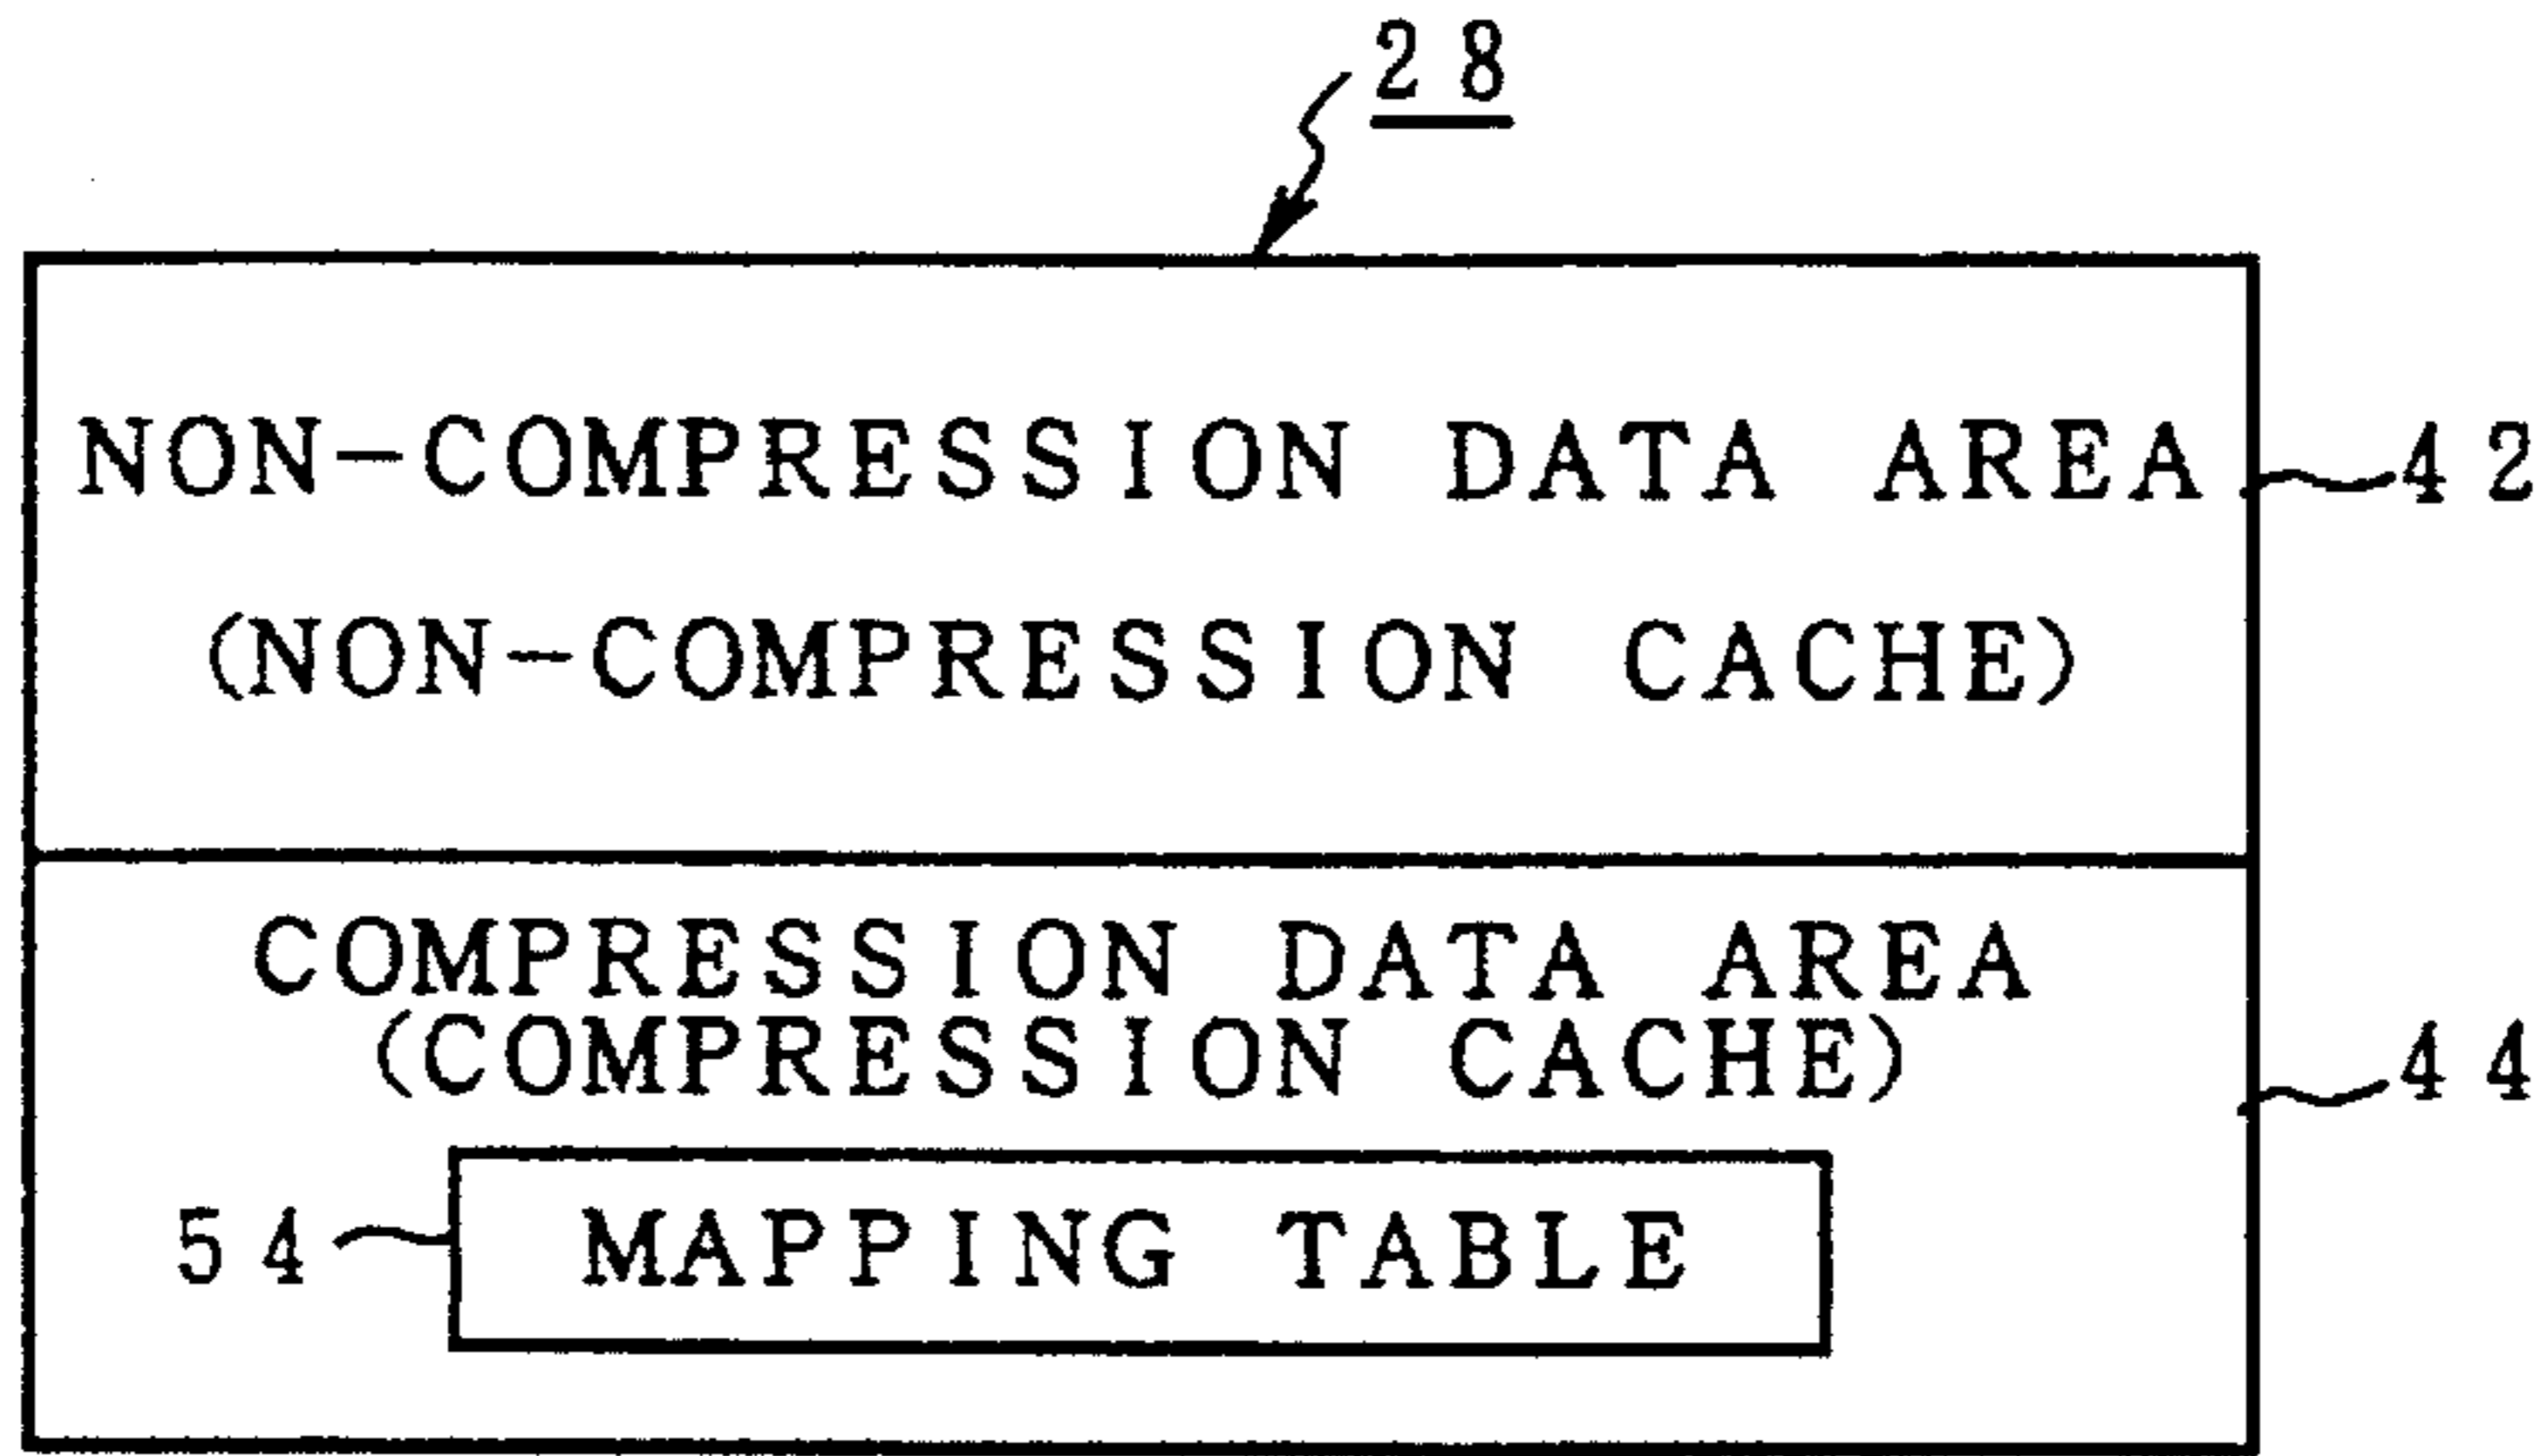 28
NON-COMPRESSION DATA AREA 42
(NON-COMPRESSION CACHE)
COMPRESSION DATA AREA
(COMPRESSION CACHE)
44
54 MAPPING TABLE